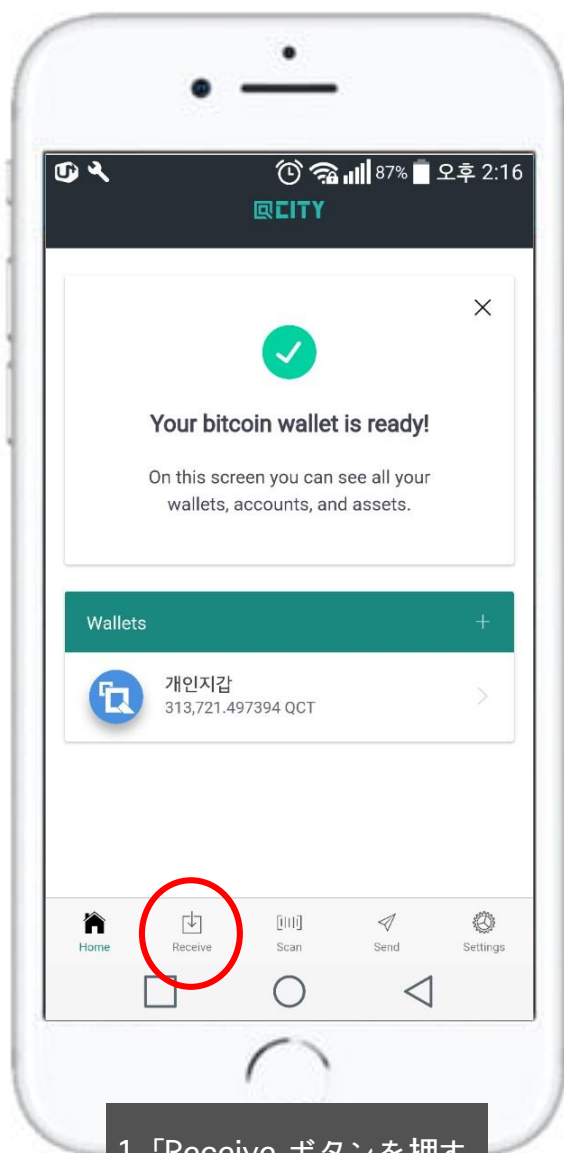 87% 오후 2:16
QCITY
Your bitcoin wallet is ready!
On this screen you can see all your
wallets, accounts, and assets.
Wallets +
개인지갑
313,721.497394 QCT
Home Receive Scan Send Settings
1「Receive ボタンを押す